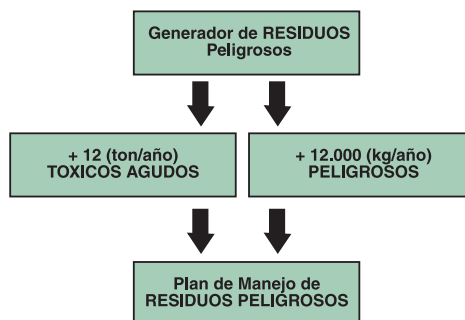 Generador de RESIDUOS
Peligrosos
+ 12 (ton/año)
TOXICOS AGUDOS
+ 12.000 (kg/año)
PELIGROSOS
Plan de Manejo de
RESIDUOS PELIGROSOS